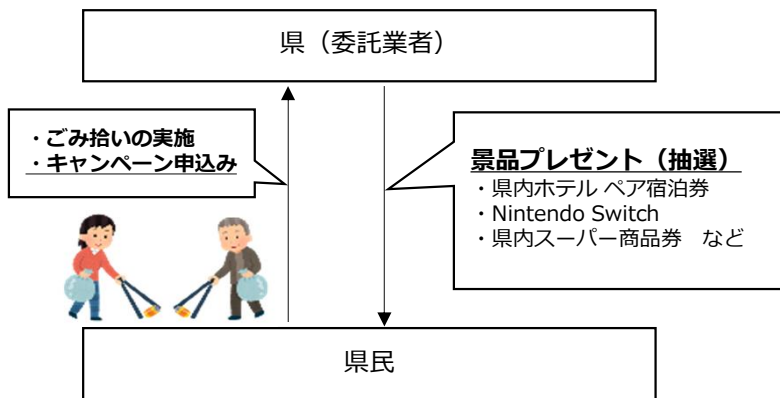 県（委託業者）
・ごみ拾いの実施
・キャンペーン申込み
景品プレゼント（抽選）
・県内ホテル ペア宿泊券
・Nintendo Switch
・県内スーパー商品券　など
県民